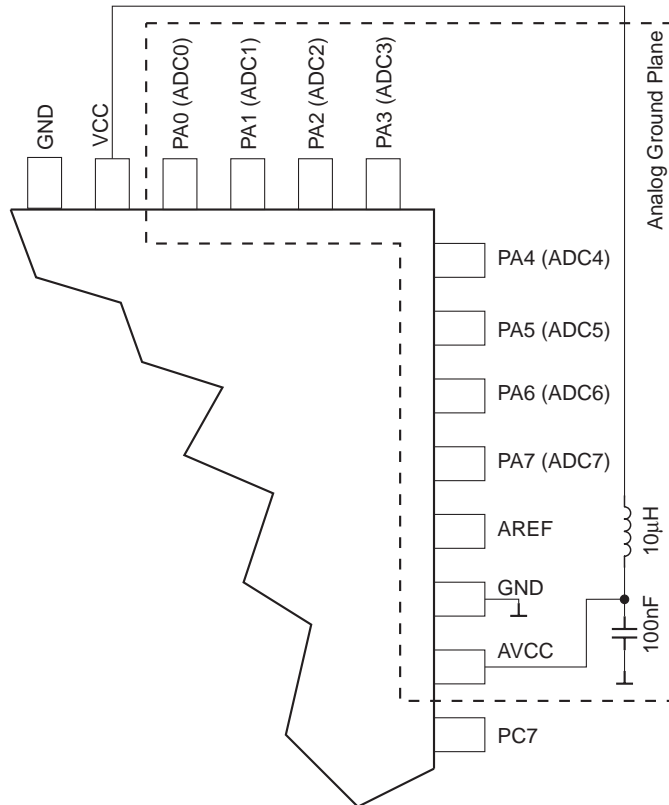 GND
VCC
PA0 (ADC0)
PA1 (ADC1)
PA2 (ADC2)
PA3 (ADC3)
Analog Ground Plane
PA4 (ADC4)
PA5 (ADC5)
PA6 (ADC6)
PA7 (ADC7)
AREF
10μH
GND
AVCC
100nF
PC7